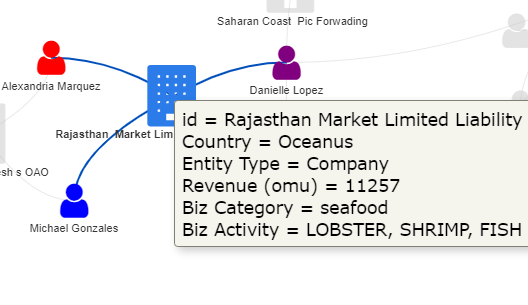 Saharan Coast Pic Forwading
Alexandria Marquez
Danielle Lopez
Rajasthan Market Lim
id = Rajasthan Market Limited Liability
Country = Oceanus
Entity Type = Company
Revenue (omu) = 11257
Biz Category = seafood
Biz Activity = LOBSTER, SHRIMP, FISH
esh s OAO
Michael Gonzales